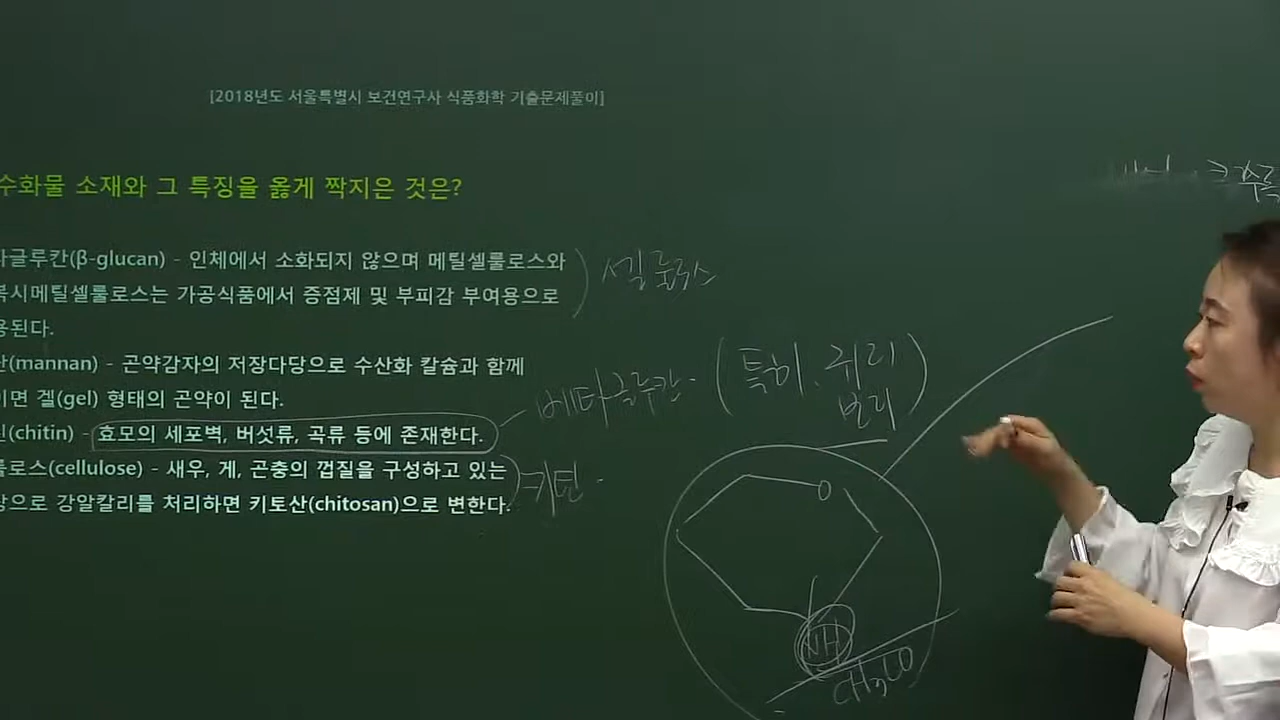 [2018년도 서울특별시 보건연구사 식품화학 기출문제풀이]
수화물 소재와 그 특징을 옳게 짝지은 것은?
글루칸(β-glucan) - 인체에서 소화되지 않으며 메틸셀룰로스와
복시메틸셀룰로스는 가공식품에서 증점제 및 부피감 부여용으로
용된다.
난(mannan) - 곤약감자의 저장다당으로 수산화 칼슘과 함께
이면 겔(gel) 형태의 곤약이 된다.
(chitin) - 효모의 세포벽, 버섯류, 곡류 등에 존재한다.
룰로스(cellulose) - 새우, 게, 곤충의 껍질을 구성하고 있는
당으로 강알칼리를 처리하면 키토산(chitosan)으로 변한다.
셀룰로스
베타글루칸 - (특히, 귀리
보리)
키틴 -
O
NH
CH₃CO